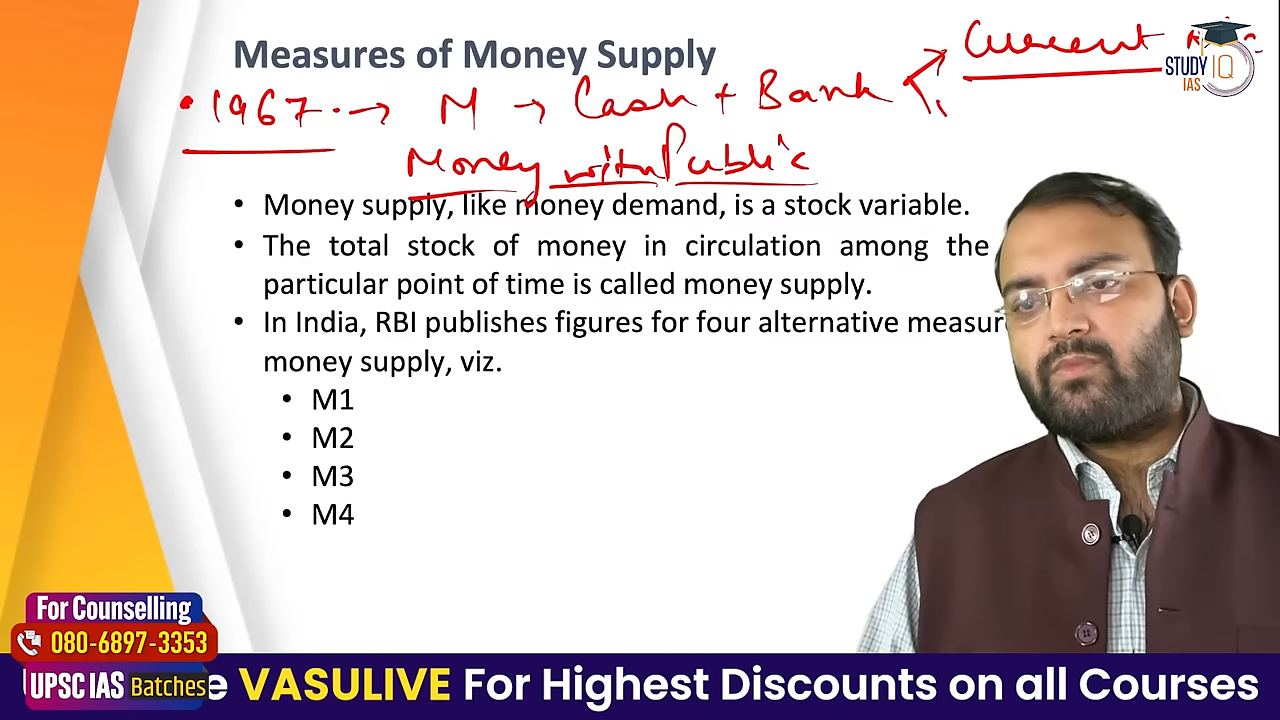 Measures of Money Supply
Current
STUDY IQ
IAS
• 1967 → M → Cash + Bank
Money with Public
• Money supply, like money demand, is a stock variable.
• The total stock of money in circulation among the
particular point of time is called money supply.
• In India, RBI publishes figures for four alternative measur
money supply, viz.
• M1
• M2
• M3
• M4
For Counselling
080-6897-3353
UPSC IAS Batches
e VASULIVE For Highest Discounts on all Courses